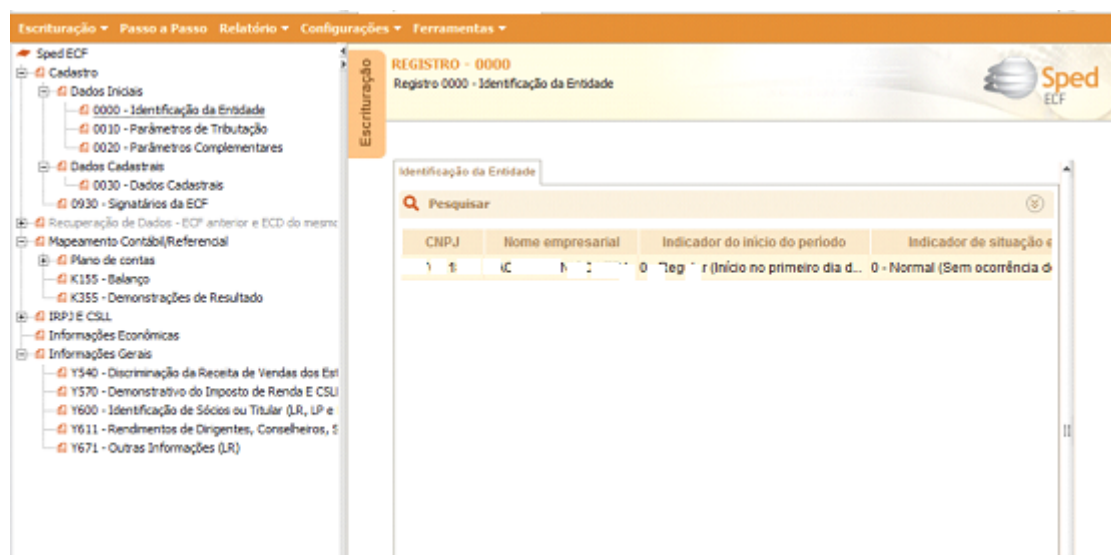 Escrituração Passo a Passo Relatório Configurações Ferramentas
Sped ECF
Cadastro
Dados Iniciais
0000 - Identificação da Entidade
0010 - Parâmetros de Tributação
0020 - Parâmetros Complementares
Dados Cadastrais
0030 - Dados Cadastrais
0930 - Signatários da ECF
Recuperação de Dados - ECF anterior e ECD do mesmo
Mapeamento Contábil/Referencial
Plano de contas
K155 - Balanço
K355 - Demonstrações de Resultado
IRPJ E CSLL
Informações Econômicas
Informações Gerais
Y540 - Discriminação da Receita de Vendas dos Est
Y570 - Demonstrativo do Imposto de Renda E CSLL
Y600 - Identificação de Sócios ou Titular (LR, LP e
Y611 - Rendimentos de Dirigentes, Conselheiros, S
Y671 - Outras Informações (LR)
Escrituração
REGISTRO - 0000
Registro 0000 - Identificação da Entidade
Sped
ECF
Identificação da Entidade
Pesquisar
CNPJ Nome empresarial Indicador do início do período Indicador de situação e
0 (Início no primeiro dia d... 0 - Normal (Sem ocorrência de